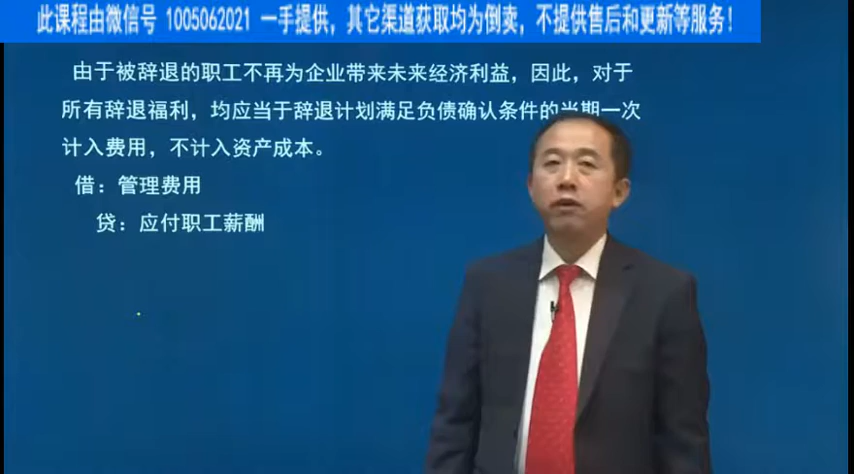 此课程由微信号 1005062021 一手提供，其它渠道获取均为倒卖，不提供售后和更新等服务！
由于被辞退的职工不再为企业带来未来经济利益，因此，对于
所有辞退福利，均应当于辞退计划满足负债确认条件的当期一次
计入费用，不计入资产成本。
借：管理费用
贷：应付职工薪酬